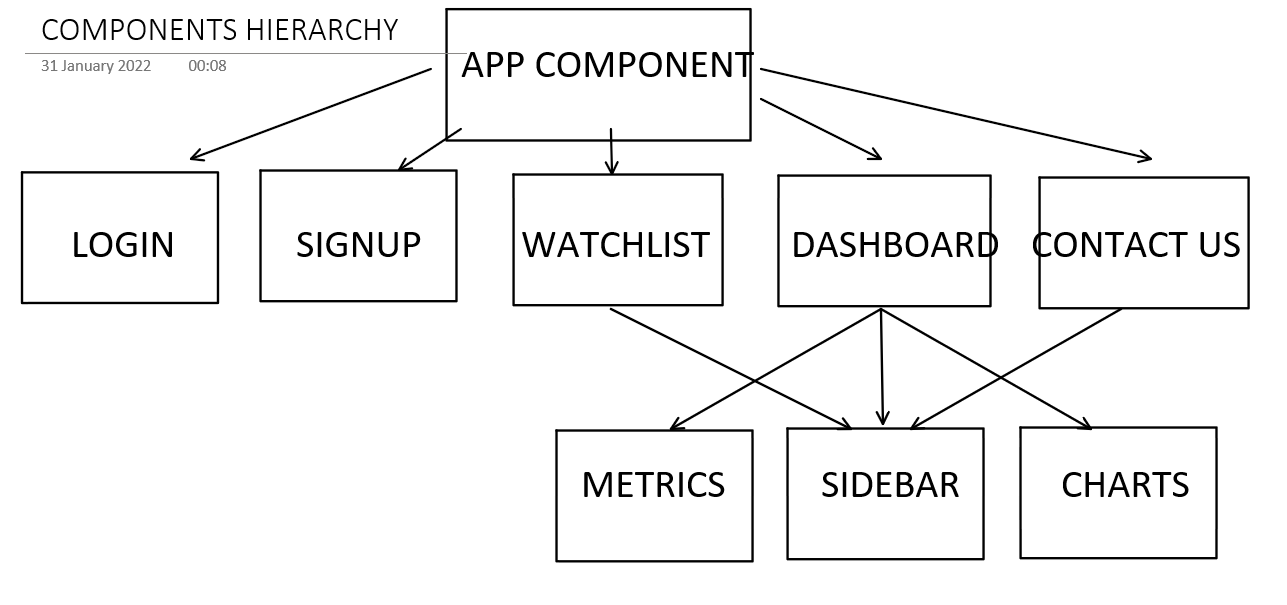 COMPONENTS HIERARCHY
31 January 2022 00:08
APP COMPONENT
LOGIN
SIGNUP
WATCHLIST
DASHBOARD
CONTACT US
METRICS
SIDEBAR
CHARTS